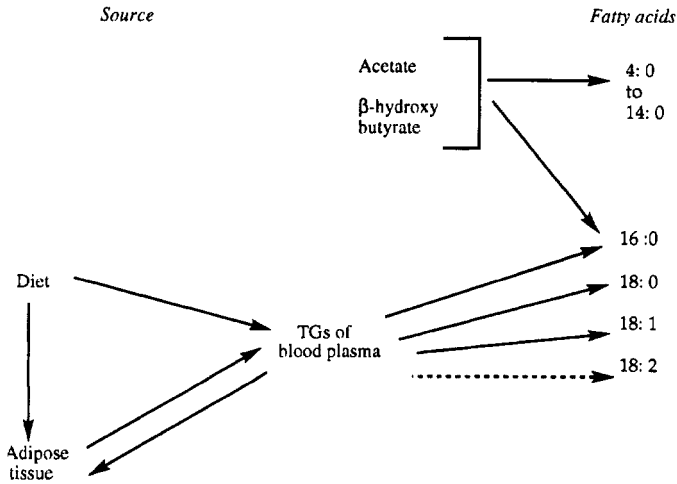 Source
Fatty acids
Acetate
β-hydroxy
butyrate
4: 0
to
14: 0
16 :0
18: 0
18: 1
18: 2
Diet
TGs of
blood plasma
Adipose
tissue